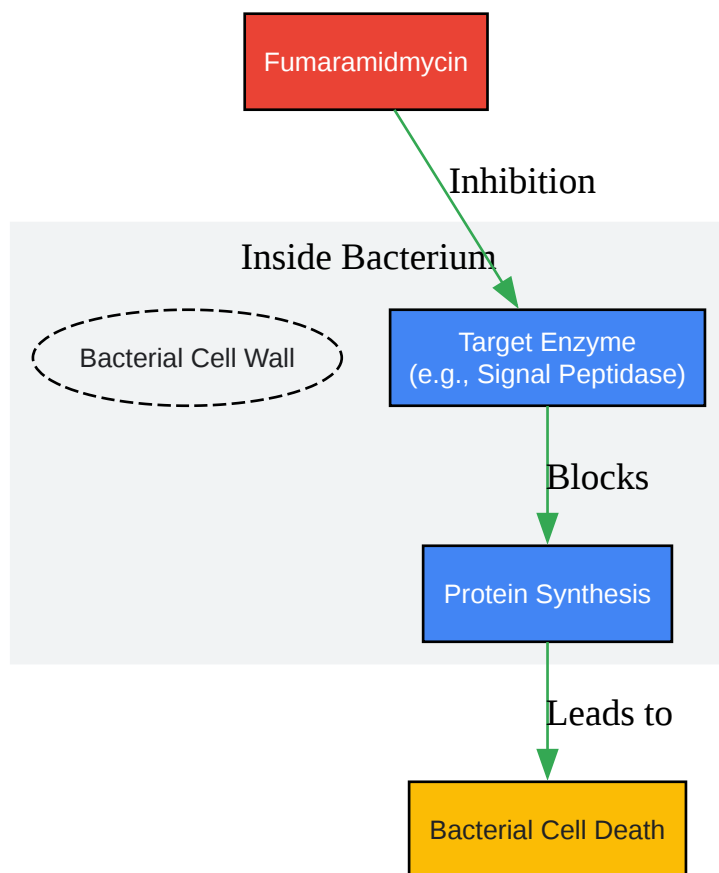 Fumaramidmycin
Inhibition
Inside Bacterium
Bacterial Cell Wall
Target Enzyme
(e.g., Signal Peptidase)
Blocks
Protein Synthesis
Leads to
Bacterial Cell Death